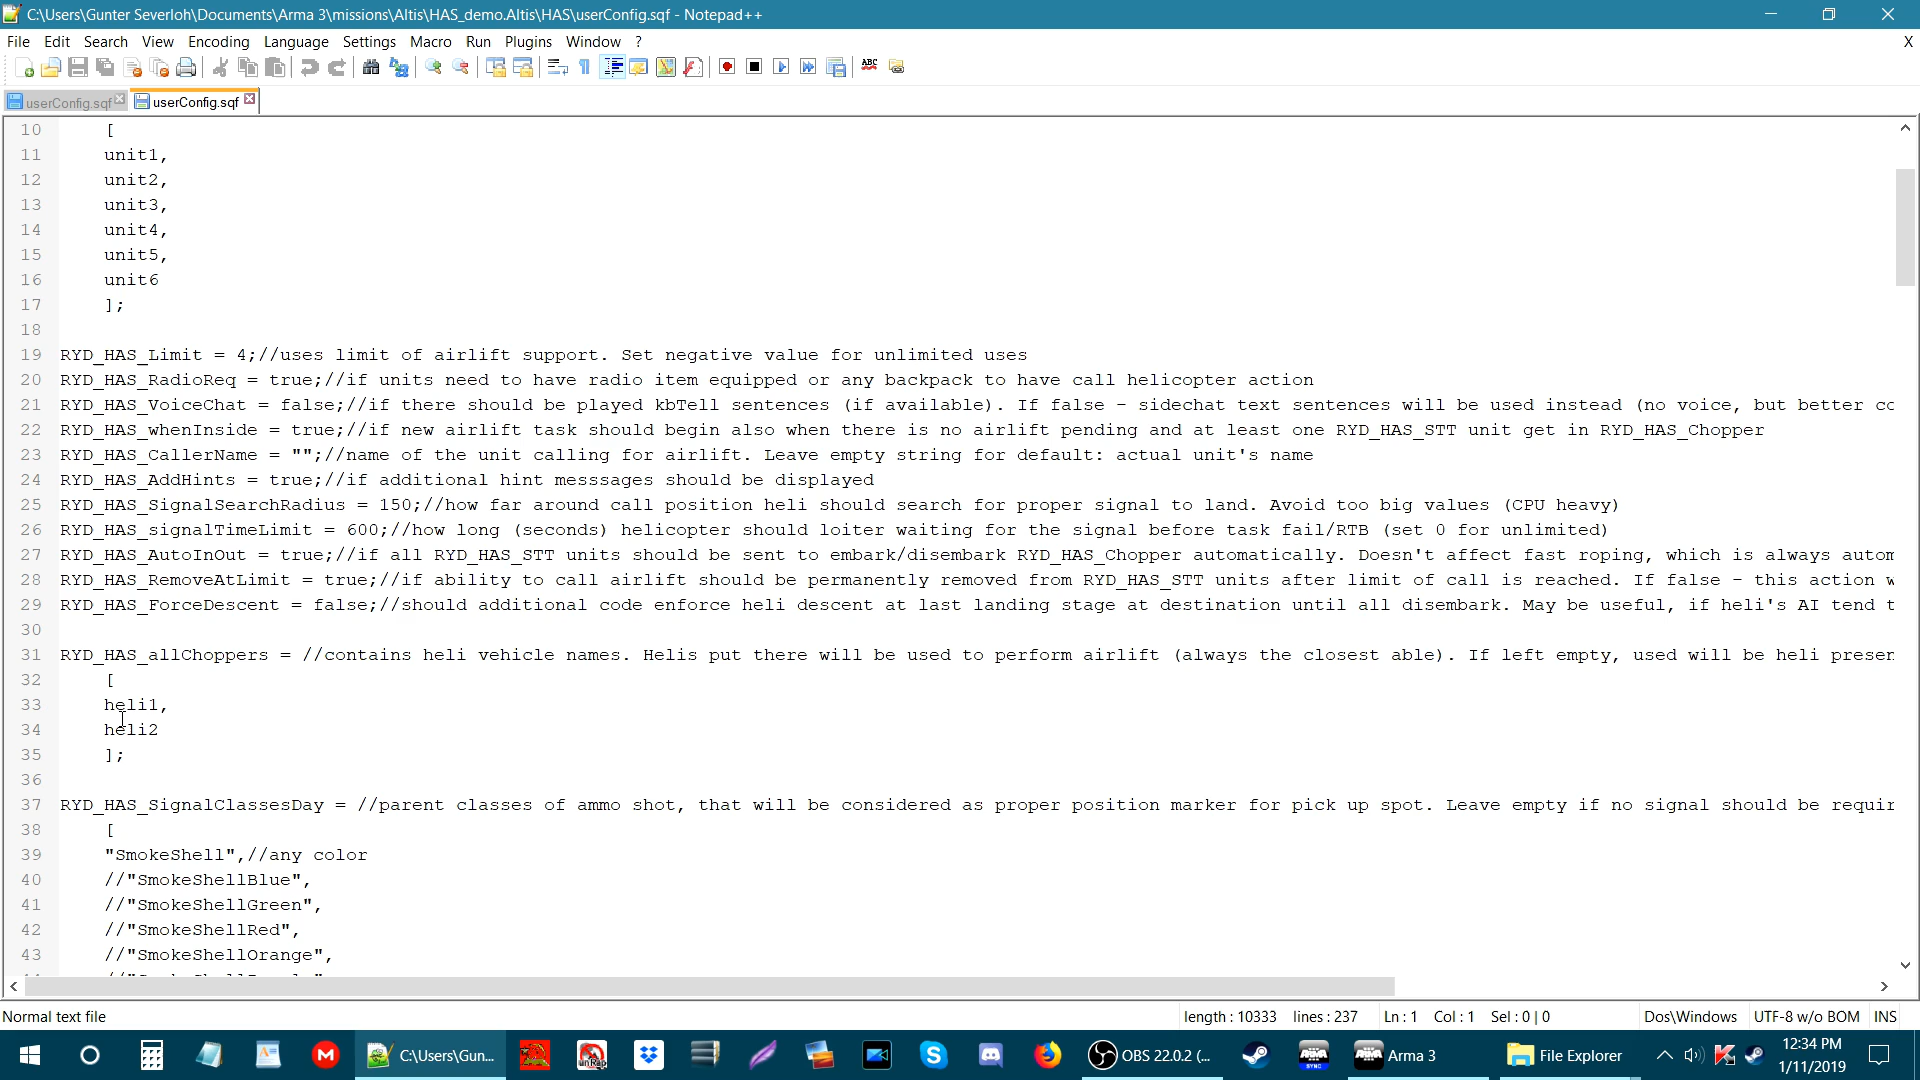 C:\Users\Gunter Severloh\Documents\Arma 3\missions\Altis\HAS_demo.Altis\HAS\userConfig.sqf - Notepad++
File Edit Search View Encoding Language Settings Macro Run Plugins Window ? X
userConfig.sqf userConfig.sqf
10 [
11 unit1,
12 unit2,
13 unit3,
14 unit4,
15 unit5,
16 unit6
17 ];
18
19 RYD_HAS_Limit = 4;//uses limit of airlift support. Set negative value for unlimited uses
20 RYD_HAS_RadioReq = true;//if units need to have radio item equipped or any backpack to have call helicopter action
21 RYD_HAS_VoiceChat = false;//if there should be played kbTell sentences (if available). If false - sidechat text sentences will be used instead (no voice, but better co
22 RYD_HAS_whenInside = true;//if new airlift task should begin also when there is no airlift pending and at least one RYD_HAS_STT unit get in RYD_HAS_Chopper
23 RYD_HAS_CallerName = "";//name of the unit calling for airlift. Leave empty string for default: actual unit's name
24 RYD_HAS_AddHints = true;//if additional hint messsages should be displayed
25 RYD_HAS_SignalSearchRadius = 150;//how far around call position heli should search for proper signal to land. Avoid too big values (CPU heavy)
26 RYD_HAS_signalTimeLimit = 600;//how long (seconds) helicopter should loiter waiting for the signal before task fail/RTB (set 0 for unlimited)
27 RYD_HAS_AutoInOut = true;//if all RYD_HAS_STT units should be sent to embark/disembark RYD_HAS_Chopper automatically. Doesn't affect fast roping, which is always autom
28 RYD_HAS_RemoveAtLimit = true;//if ability to call airlift should be permanently removed from RYD_HAS_STT units after limit of call is reached. If false - this action w
29 RYD_HAS_ForceDescent = false;//should additional code enforce heli descent at last landing stage at destination until all disembark. May be useful, if heli's AI tend t
30
31 RYD_HAS_allChoppers = //contains heli vehicle names. Helis put there will be used to perform airlift (always the closest able). If left empty, used will be heli presen
32 [
33 heli1,
34 heli2
35 ];
36
37 RYD_HAS_SignalClassesDay = //parent classes of ammo shot, that will be considered as proper position marker for pick up spot. Leave empty if no signal should be requir
38 [
39 "SmokeShell",//any color
40 //"SmokeShellBlue",
41 //"SmokeShellGreen",
42 //"SmokeShellRed",
43 //"SmokeShellOrange",
Normal text file length : 10333 lines : 237 Ln : 1 Col : 1 Sel : 0 | 0 Dos\Windows UTF-8 w/o BOM INS
C:\Users\Gun... OBS 22.0.2 (... Arma 3 File Explorer 12:34 PM
1/11/2019